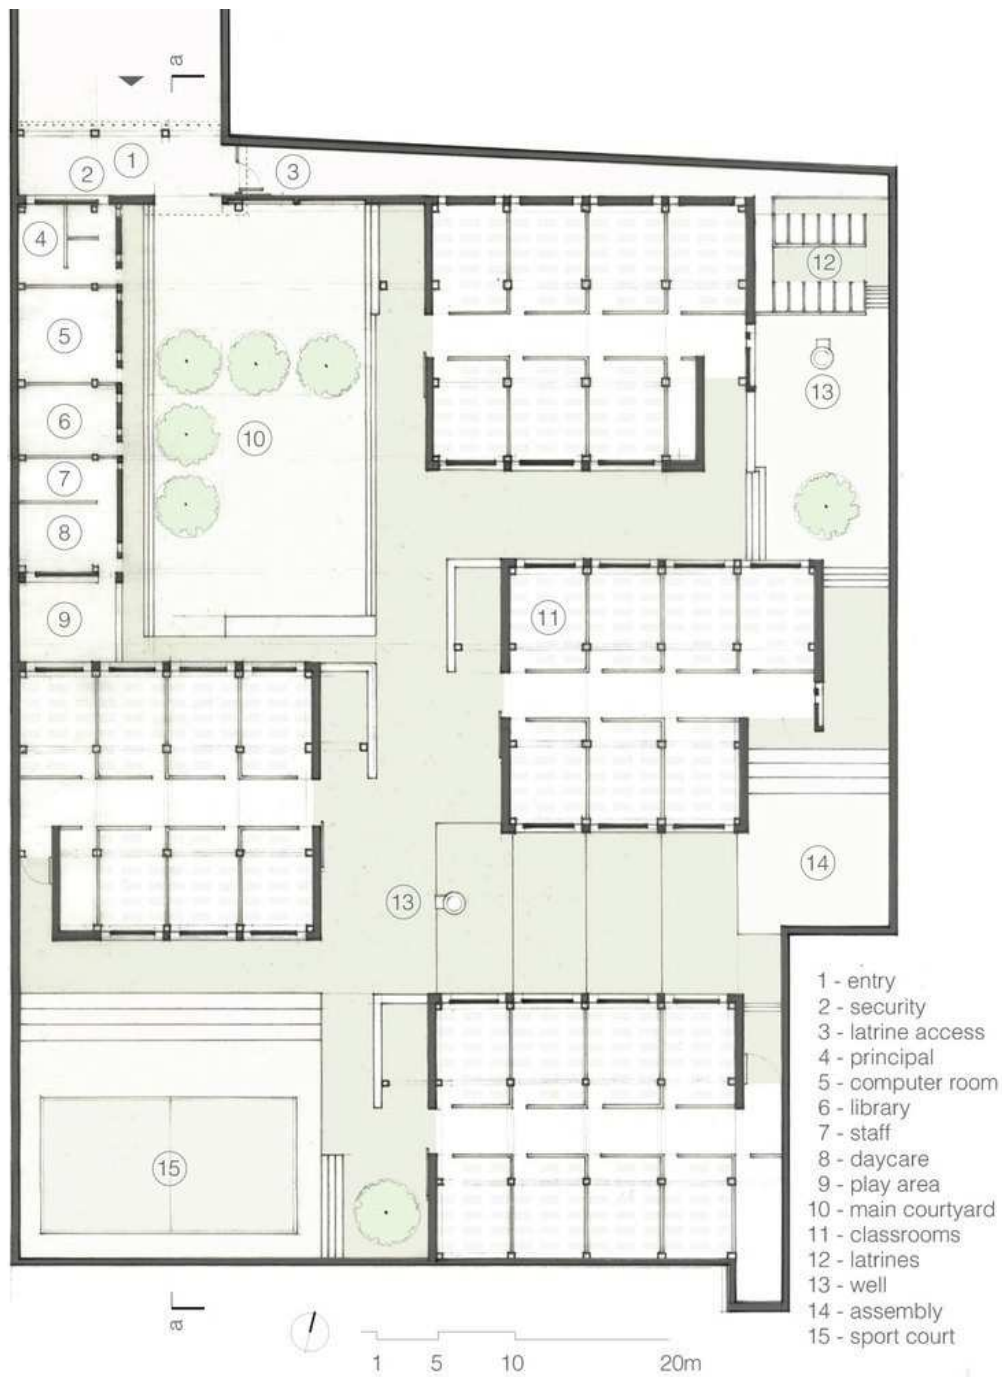 a
1
2
3
4
12
5
13
6
10
7
8
11
9
14
13
1 - entry
2 - security
3 - latrine access
4 - principal
5 - computer room
6 - library
7 - staff
8 - daycare
9 - play area
10 - main courtyard
11 - classrooms
12 - latrines
13 - well
14 - assembly
15 - sport court
15
a
1 5 10 20m